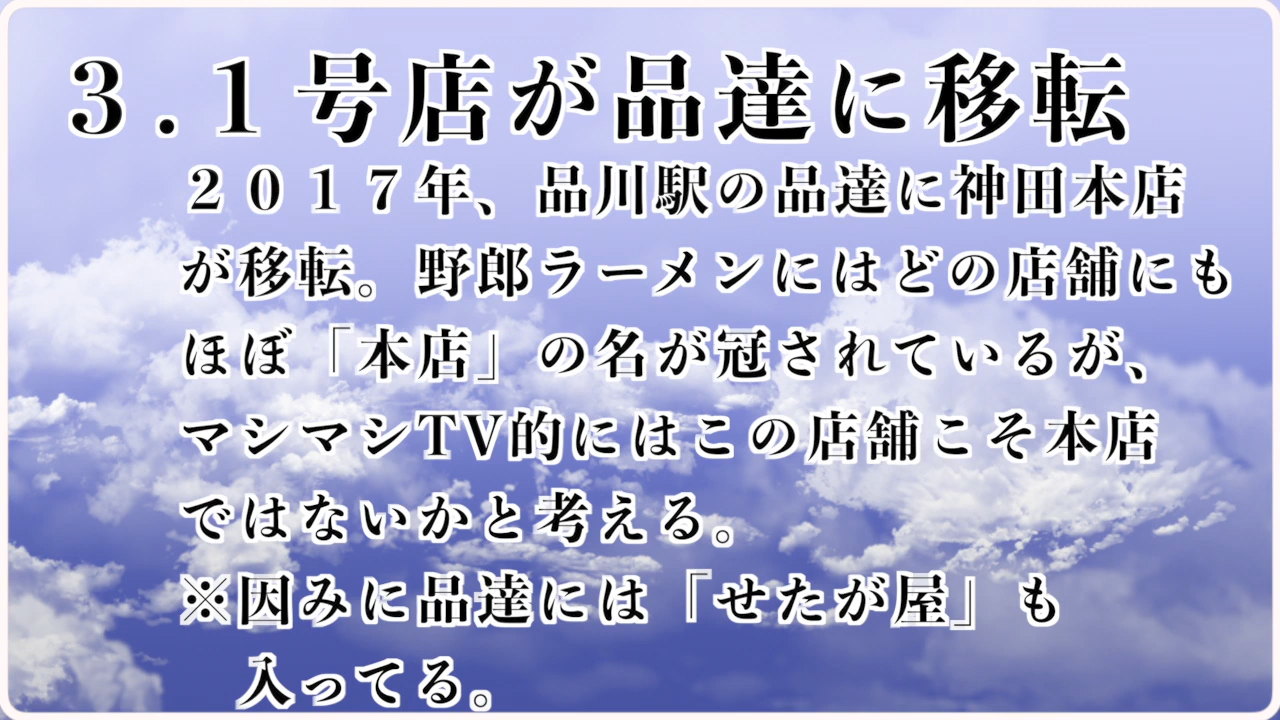 ３．１号店が品達に移転
２０１７年、品川駅の品達に神田本店
が移転。野郎ラーメンにはどの店舗にも
ほぼ「本店」の名が冠されているが、
マシマシTV的にはこの店舗こそ本店
ではないかと考える。
※因みに品達には「せたが屋」も
入ってる。